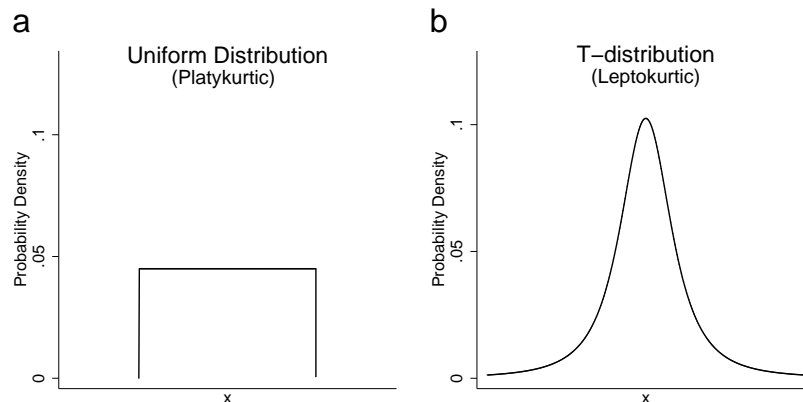 a
Uniform Distribution
(Platykurtic)
Probability Density
.1
.05
0
x
b
T−distribution
(Leptokurtic)
Probability Density
.1
.05
0
x